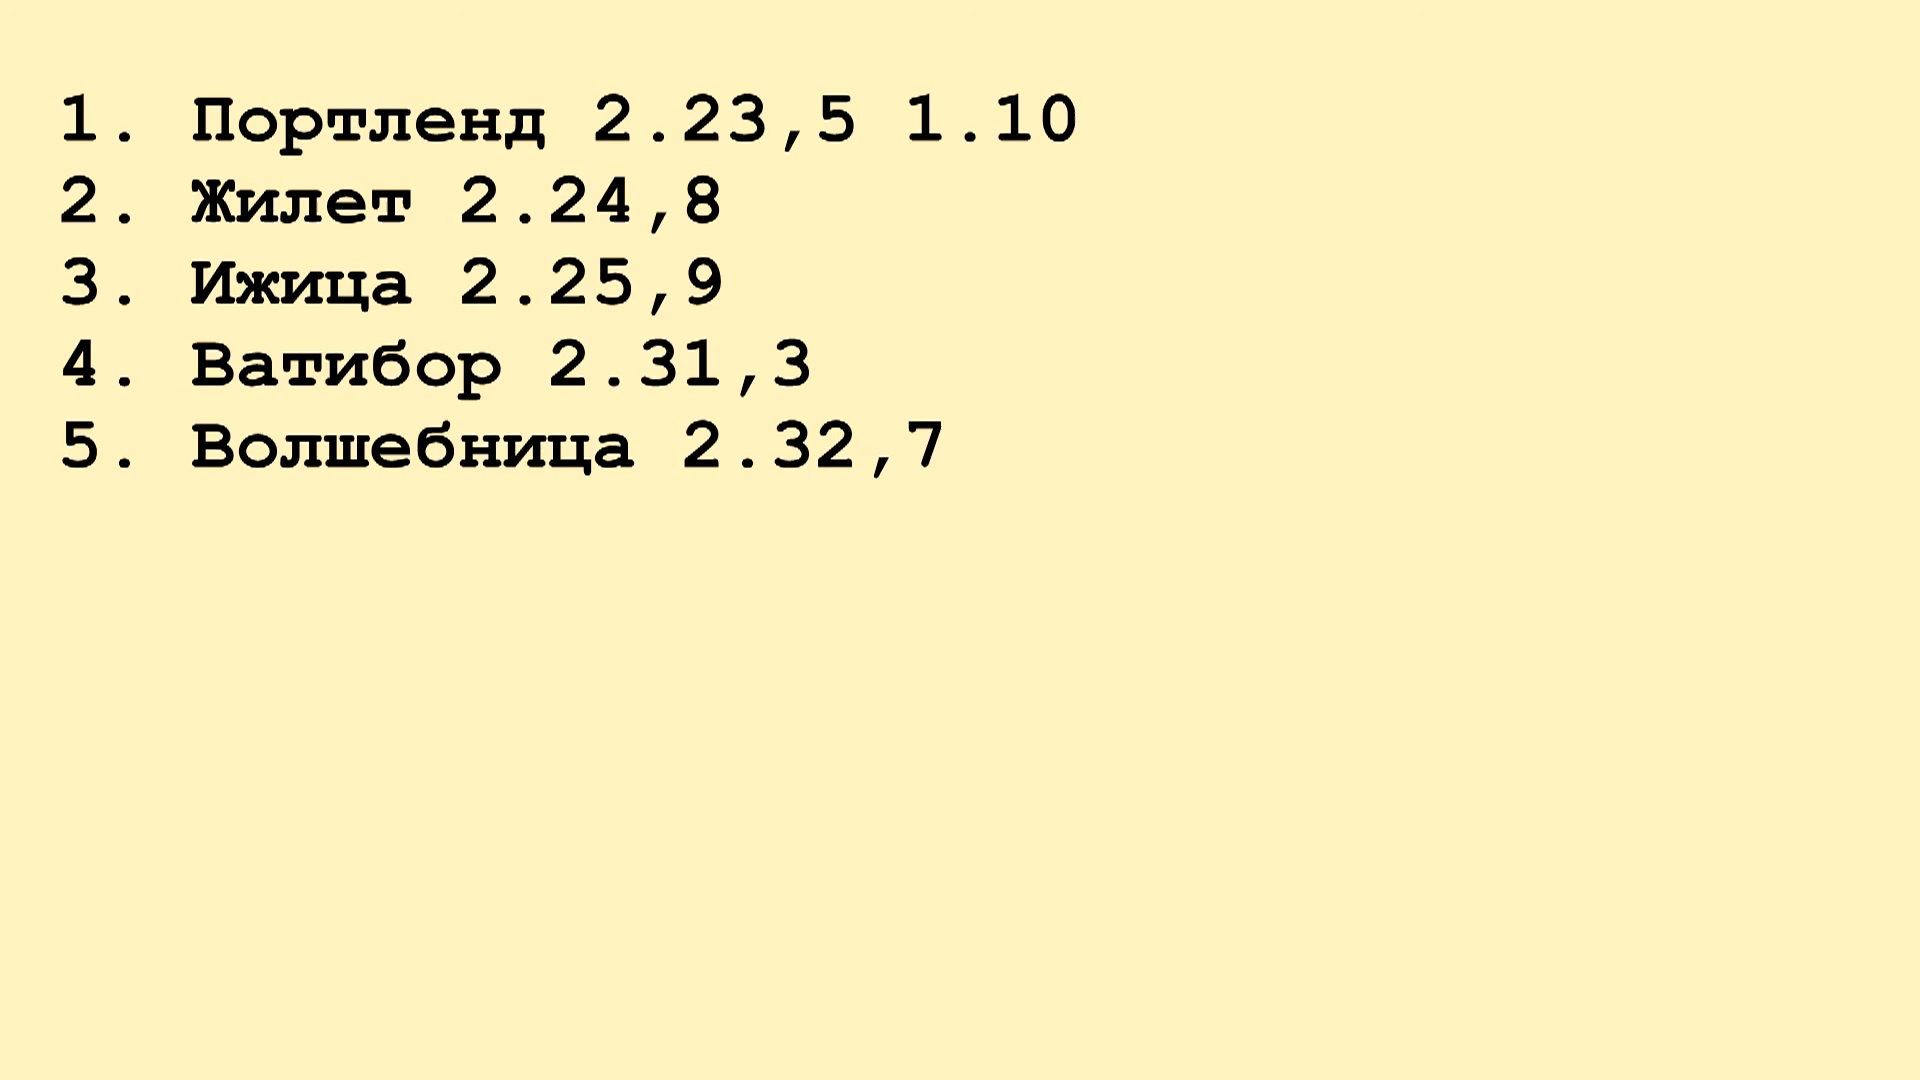 1. Портленд 2.23,5 1.10
2. Жилет 2.24,8
3. Ижица 2.25,9
4. Ватибор 2.31,3
5. Волшебница 2.32,7